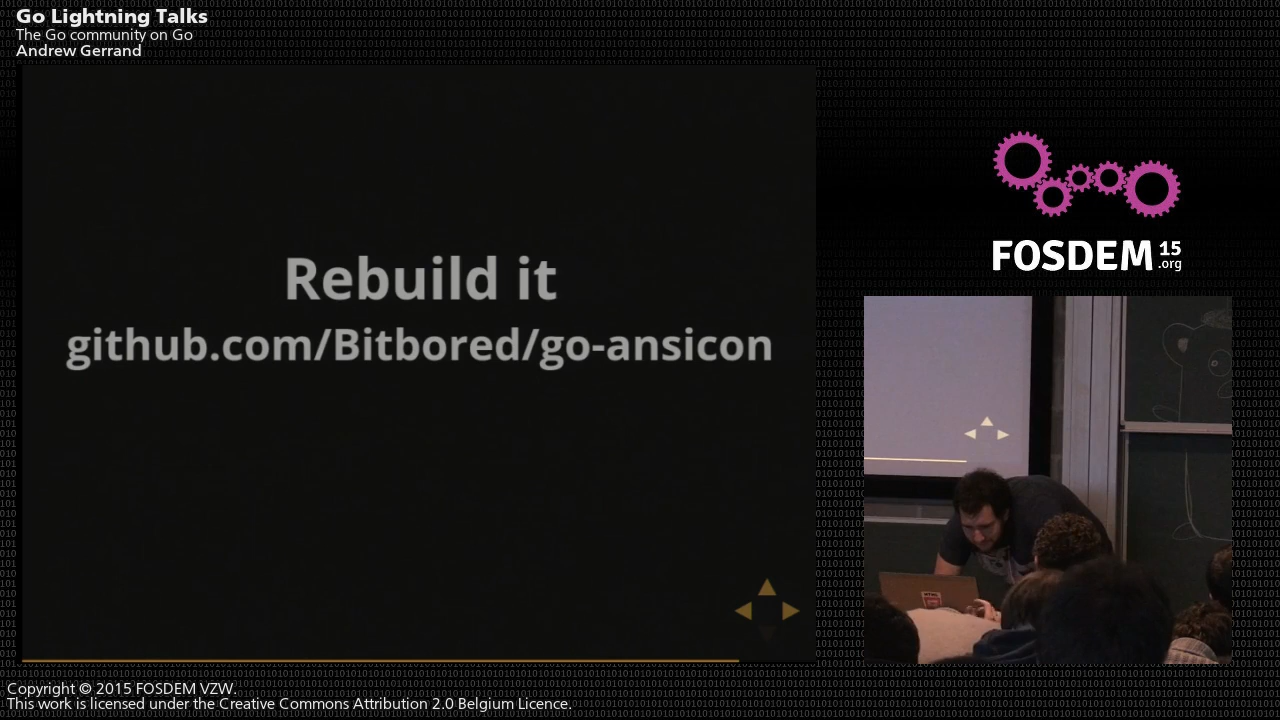 Go Lightning Talks
The Go community on Go
Andrew Gerrand
Rebuild it
github.com/Bitbored/go-ansicon
FOSDEM 15
.org
Copyright © 2015 FOSDEM VZW.
This work is licensed under the Creative Commons Attribution 2.0 Belgium Licence.